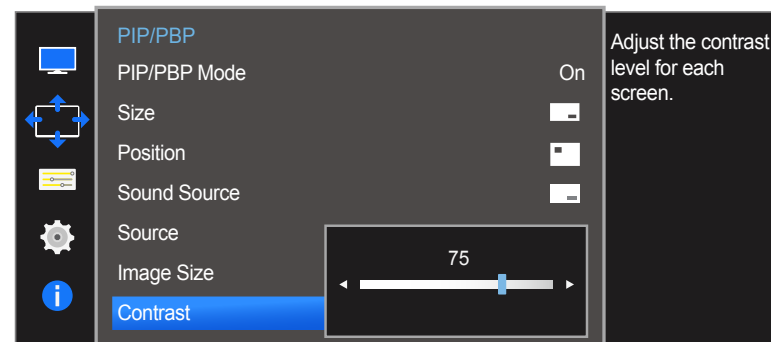 PIP/PBP
PIP/PBP Mode On
Size
Position
Sound Source
Source
Image Size
Contrast
75
Adjust the contrast
level for each
screen.